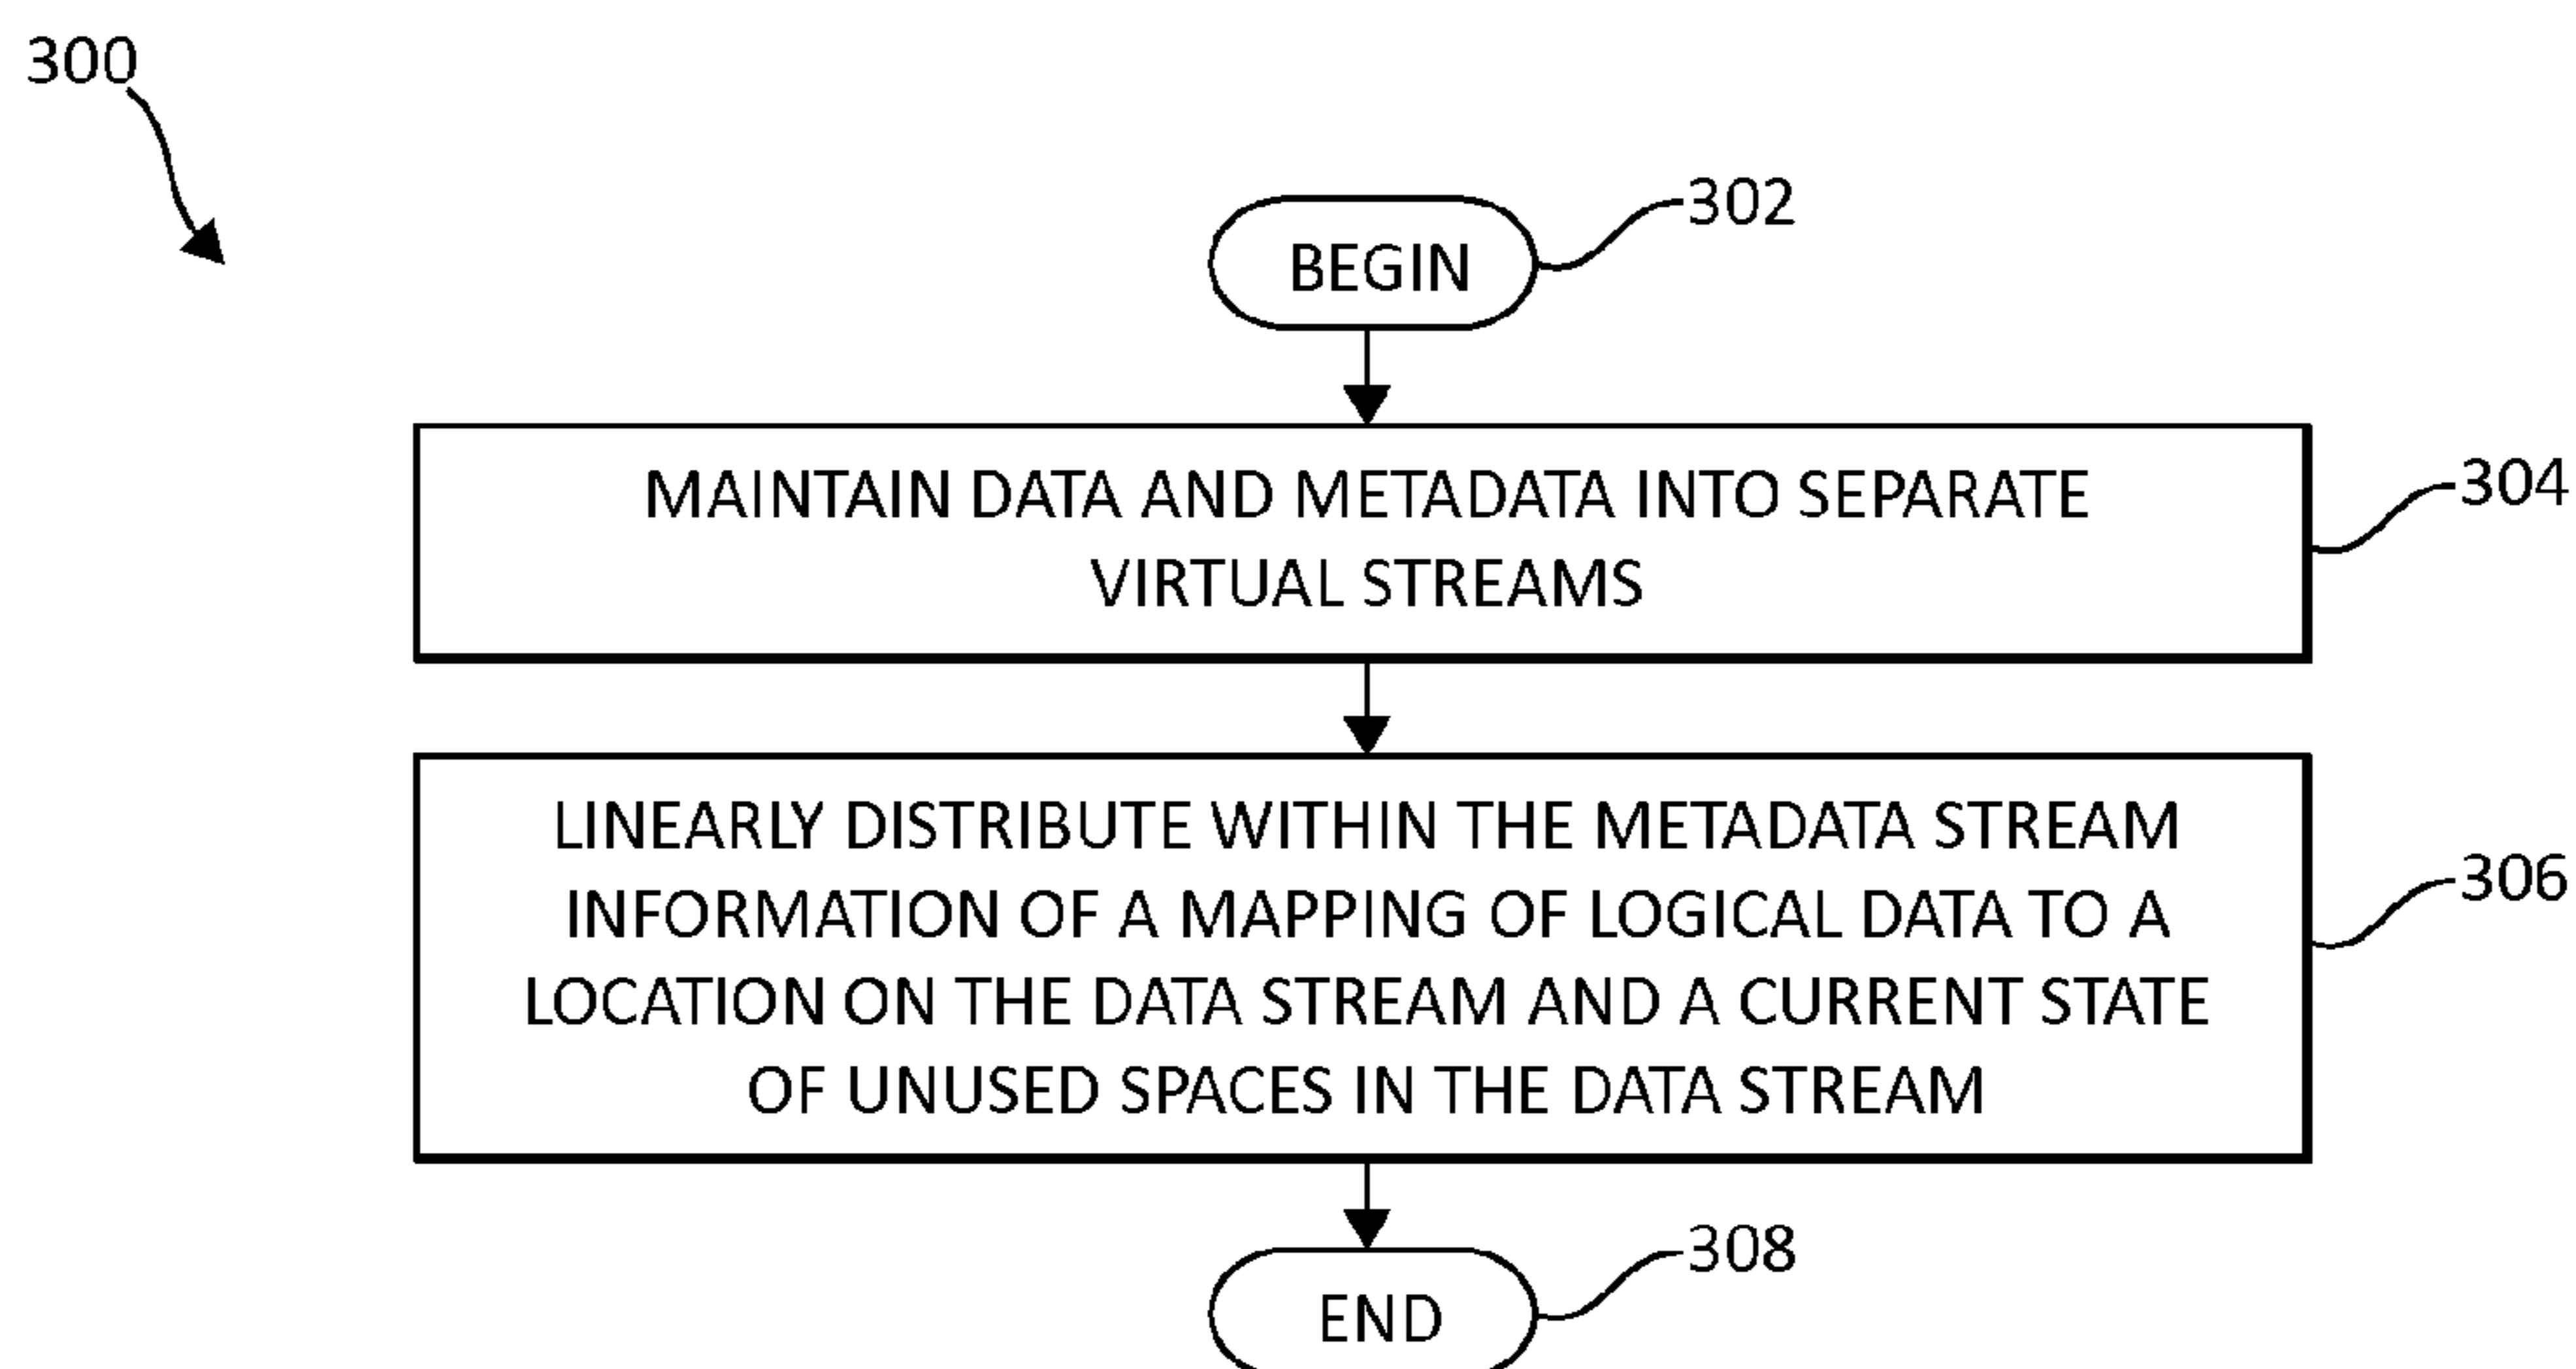 300
BEGIN
302
MAINTAIN DATA AND METADATA INTO SEPARATE
VIRTUAL STREAMS
304
LINEARLY DISTRIBUTE WITHIN THE METADATA STREAM
INFORMATION OF A MAPPING OF LOGICAL DATA TO A
LOCATION ON THE DATA STREAM AND A CURRENT STATE
OF UNUSED SPACES IN THE DATA STREAM
306
END
308